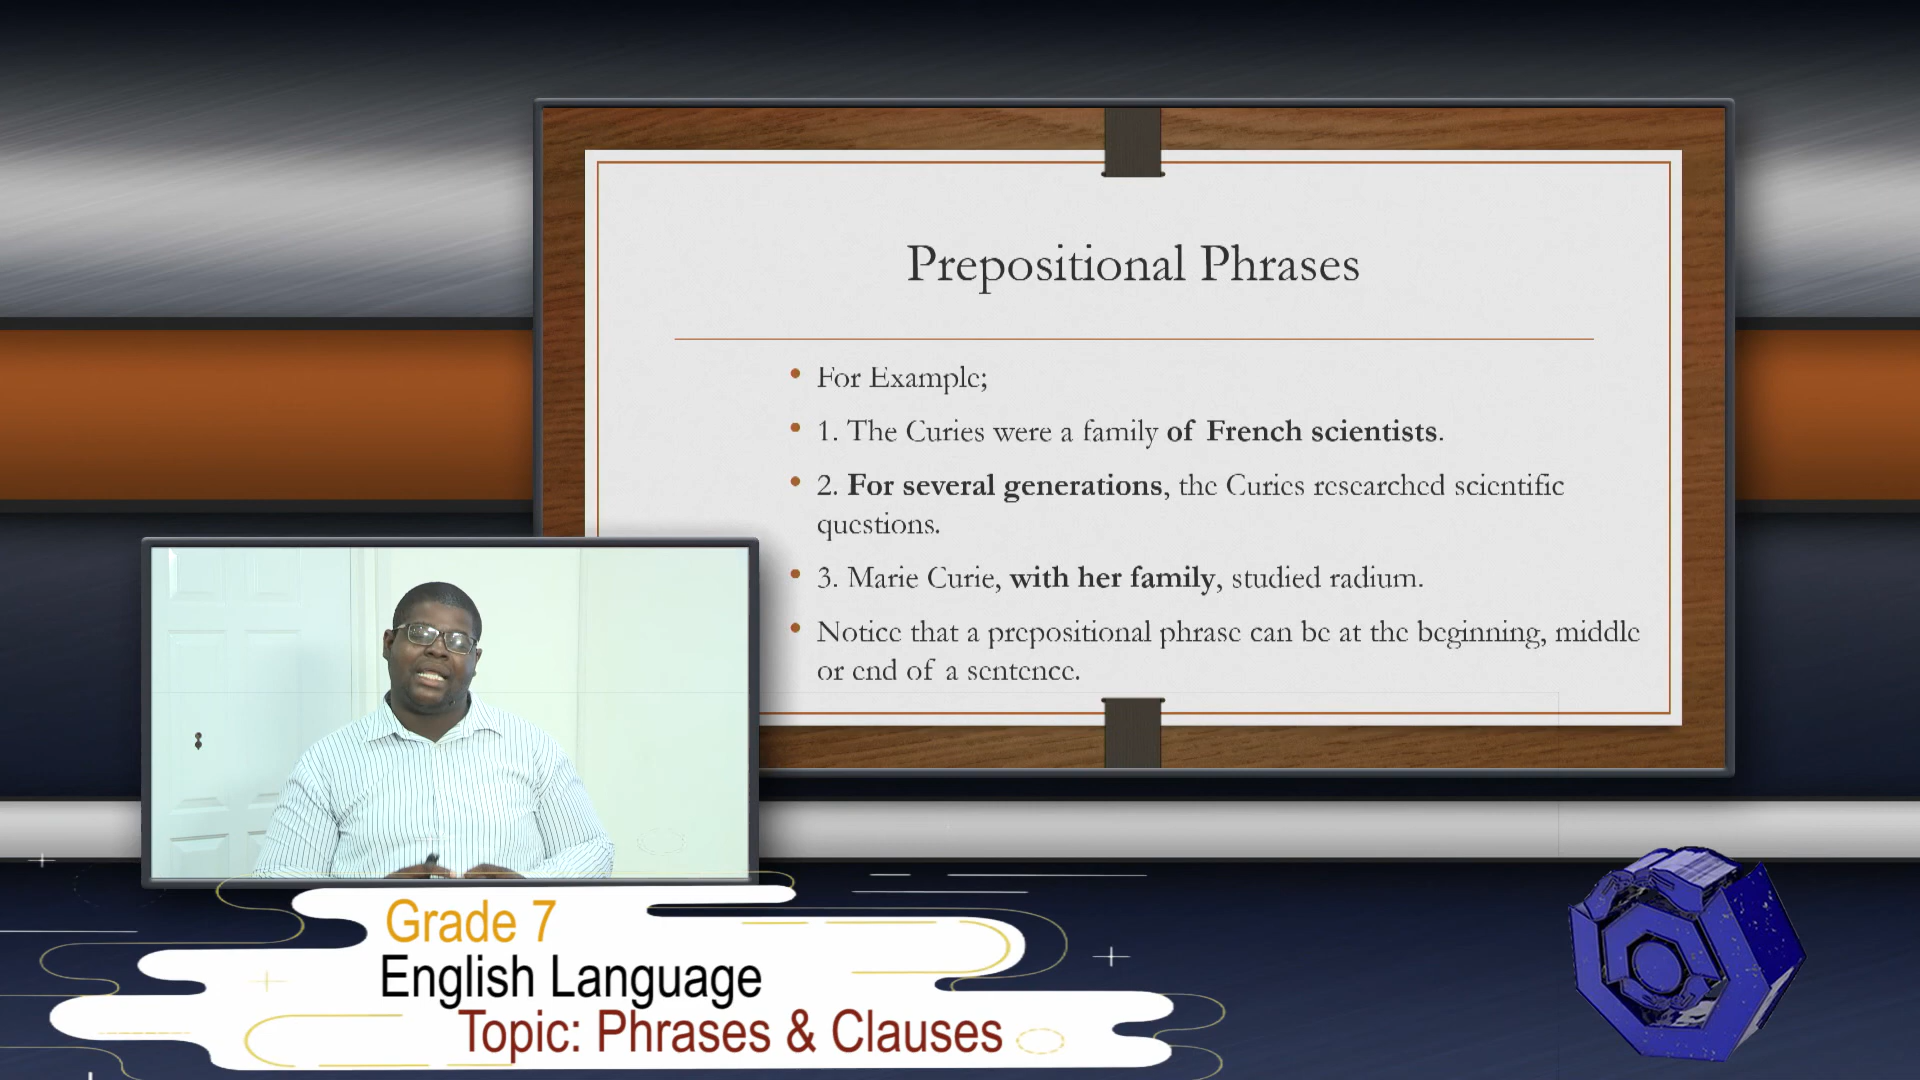 Prepositional Phrases
For Example;
1. The Curies were a family of French scientists.
2. For several generations, the Curies researched scientific
questions.
3. Marie Curie, with her family, studied radium.
Notice that a prepositional phrase can be at the beginning, middle
or end of a sentence.
Grade 7
English Language
Topic: Phrases & Clauses